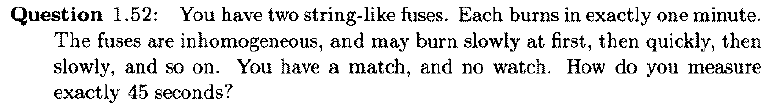 Question 1.52: You have two string-like fuses. Each burns in exactly one minute.
The fuses are inhomogeneous, and may burn slowly at first, then quickly, then
slowly, and so on. You have a match, and no watch. How do you measure
exactly 45 seconds?